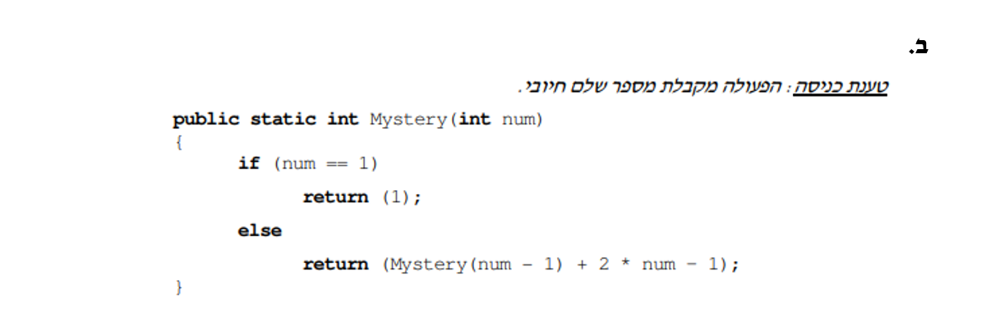 ב.
טענת כניסה: הפעולה מקבלת מספר שלם חיובי.
public static int Mystery(int num)
{
if (num == 1)
return (1);
else
return (Mystery(num - 1) + 2 * num - 1);
}